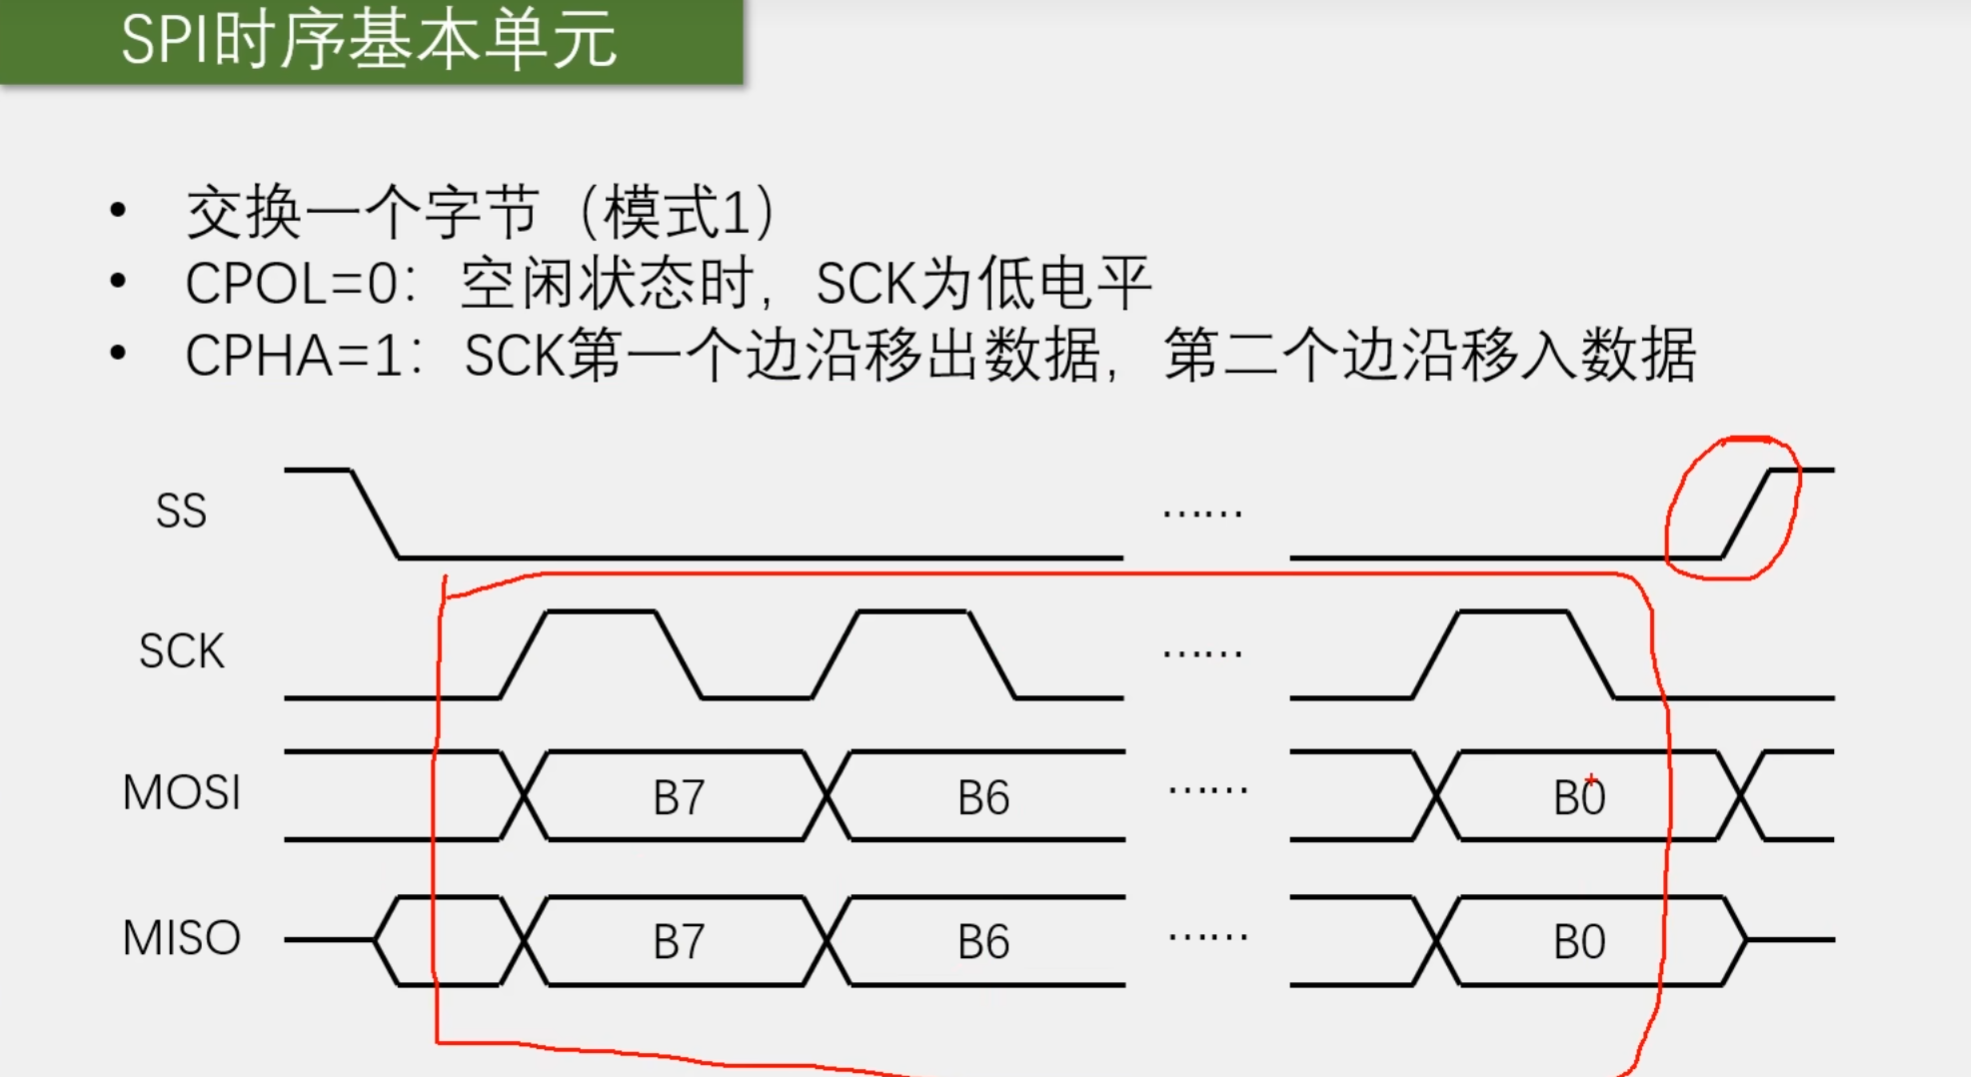 SPI时序基本单元
• 交换一个字节（模式1）
• CPOL=0：空闲状态时，SCK为低电平
• CPHA=1：SCK第一个边沿移出数据，第二个边沿移入数据
SS ……
SCK ……
MOSI B7 B6 …… B0
MISO B7 B6 …… B0